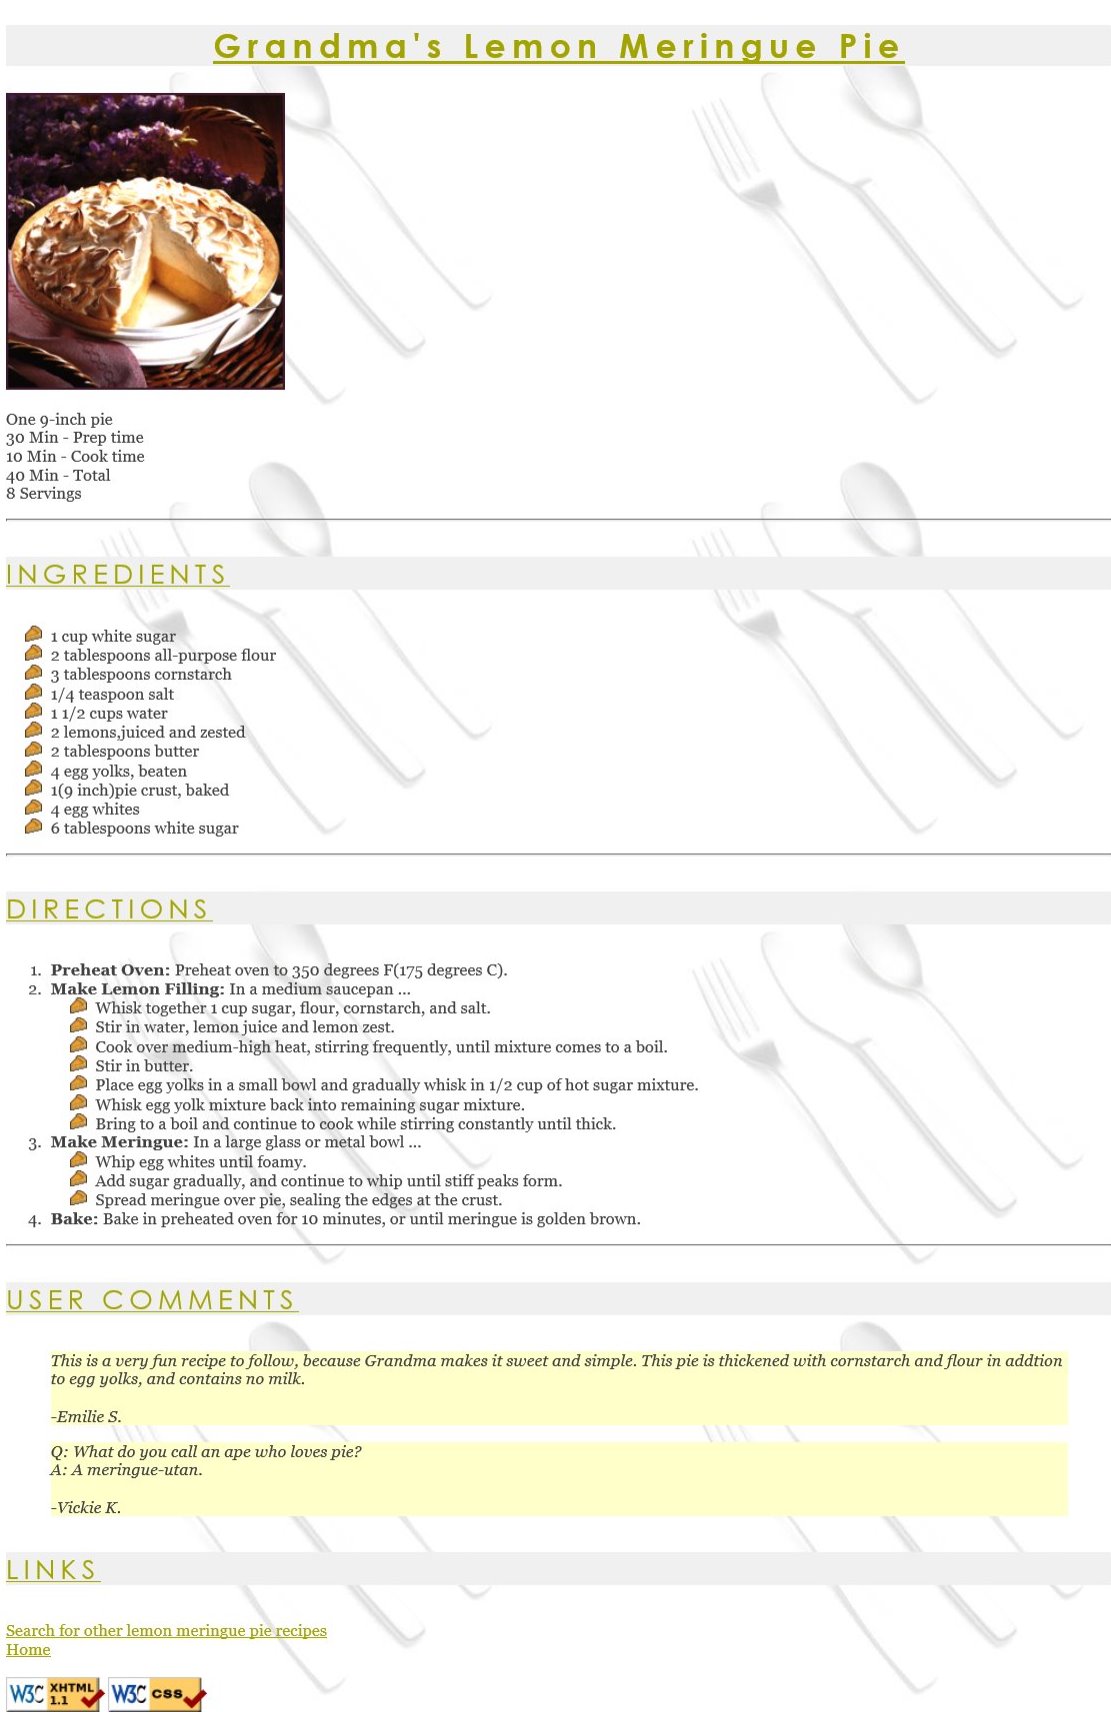 Grandma's Lemon Meringue Pie
One 9-inch pie
30 Min - Prep time
10 Min - Cook time
40 Min - Total
8 Servings
INGREDIENTS
1 cup white sugar
2 tablespoons all-purpose flour
3 tablespoons cornstarch
1/4 teaspoon salt
1 1/2 cups water
2 lemons,juiced and zested
2 tablespoons butter
4 egg yolks, beaten
1(9 inch)pie crust, baked
4 egg whites
6 tablespoons white sugar
DIRECTIONS
1. Preheat Oven: Preheat oven to 350 degrees F(175 degrees C).
2. Make Lemon Filling: In a medium saucepan ...
Whisk together 1 cup sugar, flour, cornstarch, and salt.
Stir in water, lemon juice and lemon zest.
Cook over medium-high heat, stirring frequently, until mixture comes to a boil.
Stir in butter.
Place egg yolks in a small bowl and gradually whisk in 1/2 cup of hot sugar mixture.
Whisk egg yolk mixture back into remaining sugar mixture.
Bring to a boil and continue to cook while stirring constantly until thick.
3. Make Meringue: In a large glass or metal bowl ...
Whip egg whites until foamy.
Add sugar gradually, and continue to whip until stiff peaks form.
Spread meringue over pie, sealing the edges at the crust.
4. Bake: Bake in preheated oven for 10 minutes, or until meringue is golden brown.
USER COMMENTS
This is a very fun recipe to follow, because Grandma makes it sweet and simple. This pie is thickened with cornstarch and flour in addtion
to egg yolks, and contains no milk.
-Emilie S.
Q: What do you call an ape who loves pie?
A: A meringue-utan.
-Vickie K.
LINKS
Search for other lemon meringue pie recipes
Home
W3C XHTML 1.1 W3C CSS